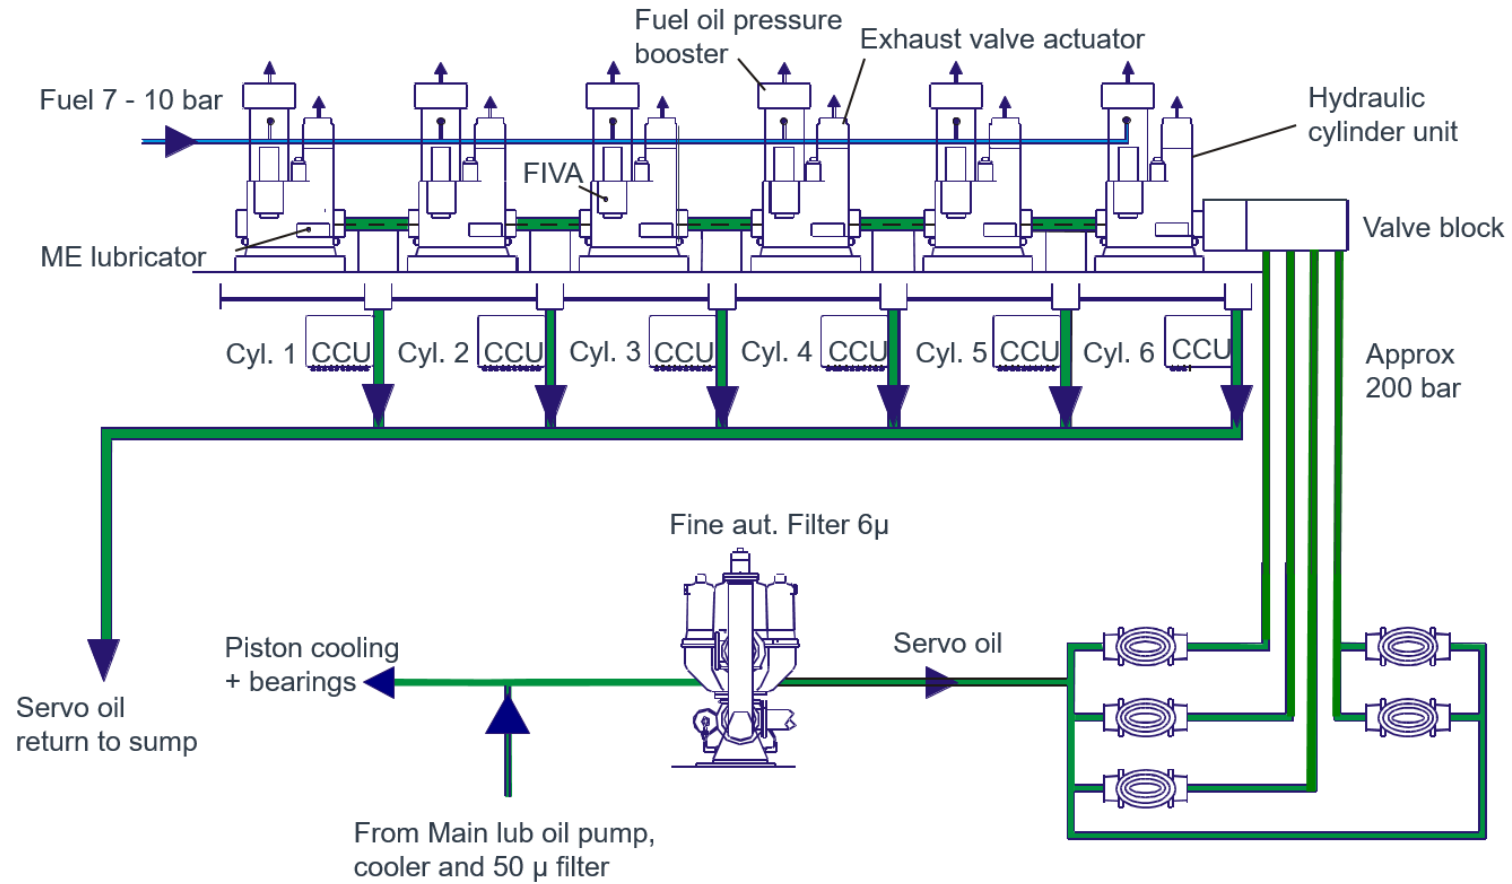 Fuel oil pressure
booster
Exhaust valve actuator
Fuel 7 - 10 bar
Hydraulic
cylinder unit
FIVA
Valve block
ME lubricator
Cyl. 1
CCU
Cyl. 2
CCU
Cyl. 3
CCU
Cyl. 4
CCU
Cyl. 5
CCU
Cyl. 6
CCU
Approx
200 bar
Fine aut. Filter 6μ
Piston cooling
+ bearings
Servo oil
Servo oil
return to sump
From Main lub oil pump,
cooler and 50 μ filter